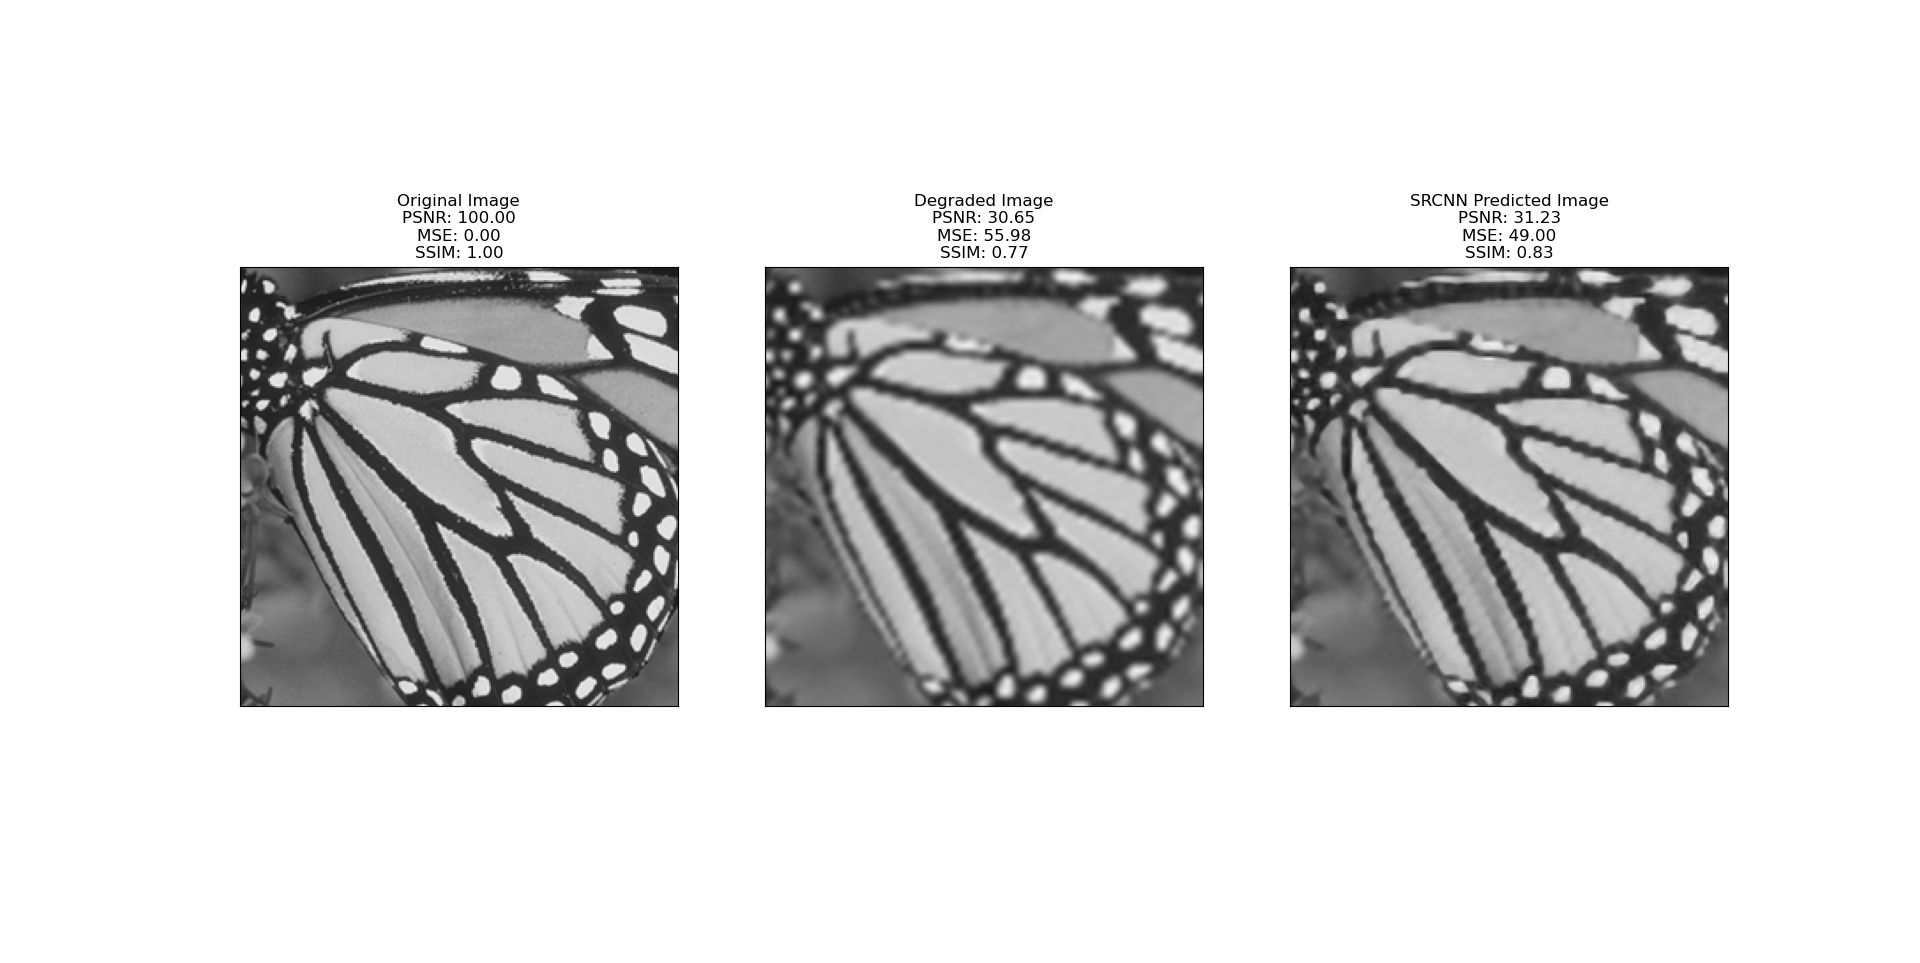 Original Image
PSNR: 100.00
MSE: 0.00
SSIM: 1.00
Degraded Image
PSNR: 30.65
MSE: 55.98
SSIM: 0.77
SRCNN Predicted Image
PSNR: 31.23
MSE: 49.00
SSIM: 0.83